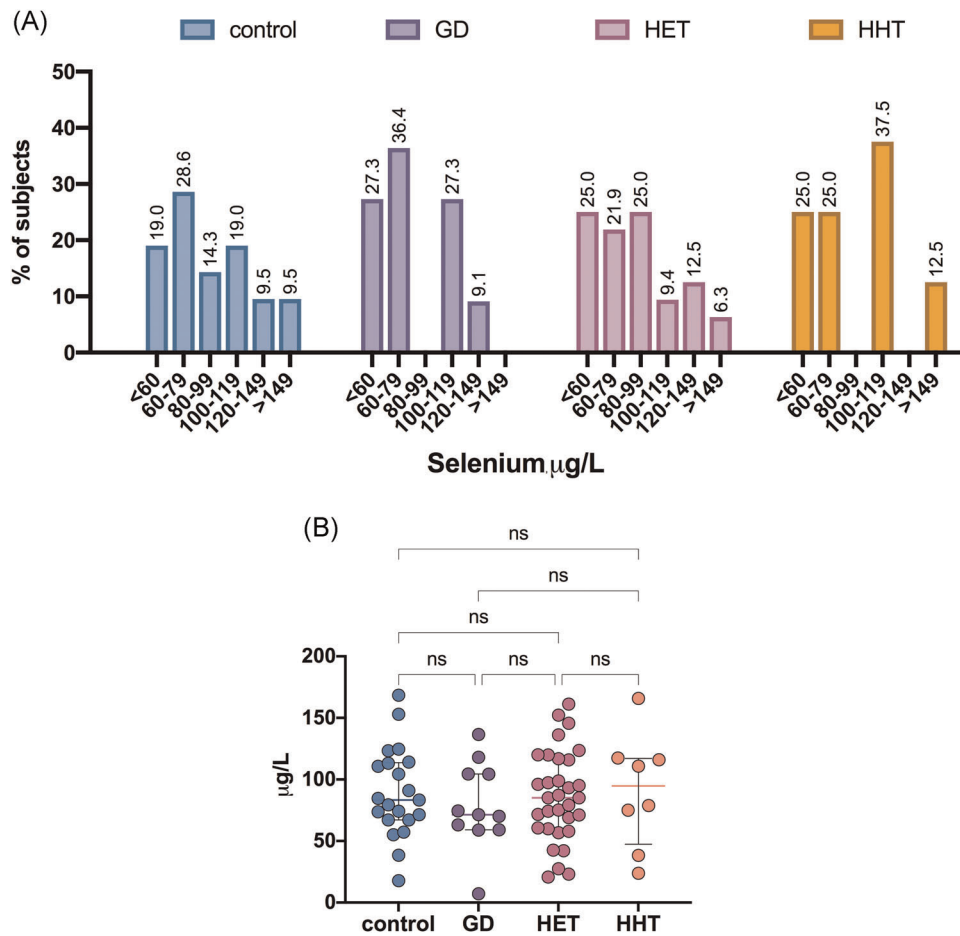 (A)
control GD HET HHT
% of subjects
50
40
30
20
10
0
19.0 28.6 14.3 19.0 9.5 9.5
27.3 36.4 27.3 9.1
25.0 21.9 25.0 9.4 12.5 6.3
25.0 25.0 37.5 12.5
<60 60-79 80-99 100-119 120-149 >149 <60 60-79 80-99 100-119 120-149 >149 <60 60-79 80-99 100-119 120-149 >149 <60 60-79 80-99 100-119 120-149 >149
Selenium, μg/L
(B)
ns
ns
ns
ns ns ns
μg/L
200
150
100
50
0
control GD HET HHT